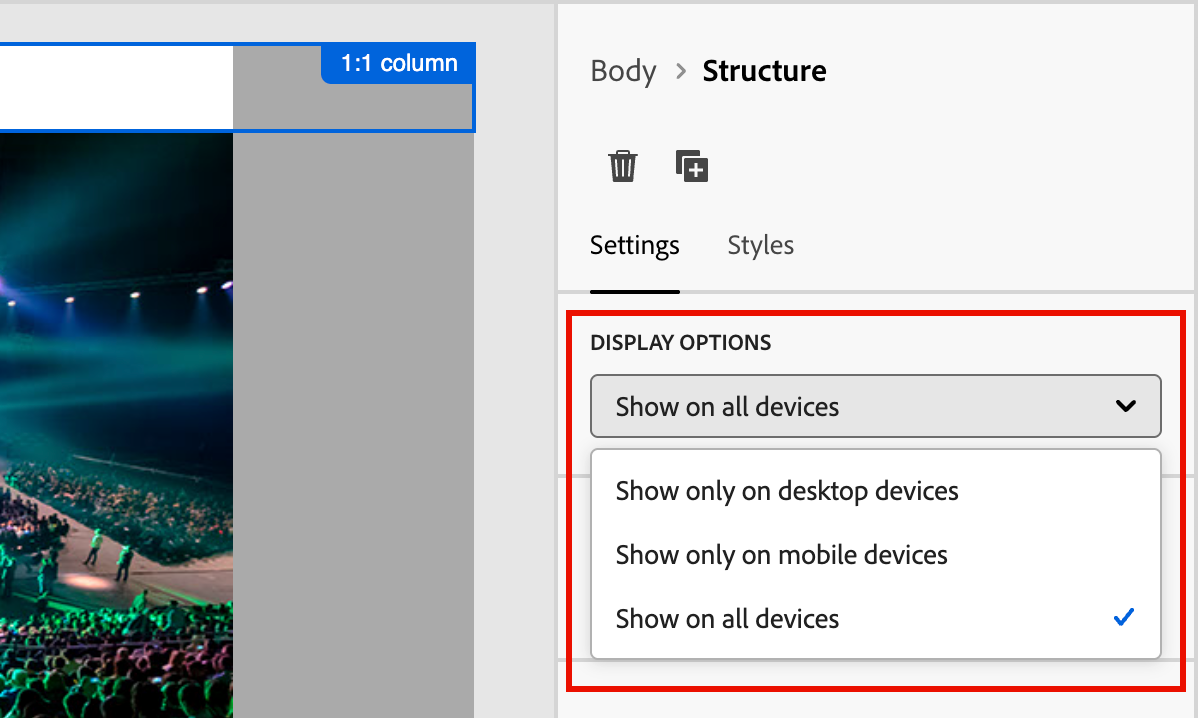 1:1 column
Body > Structure
Settings Styles
DISPLAY OPTIONS
Show on all devices
Show only on desktop devices
Show only on mobile devices
Show on all devices